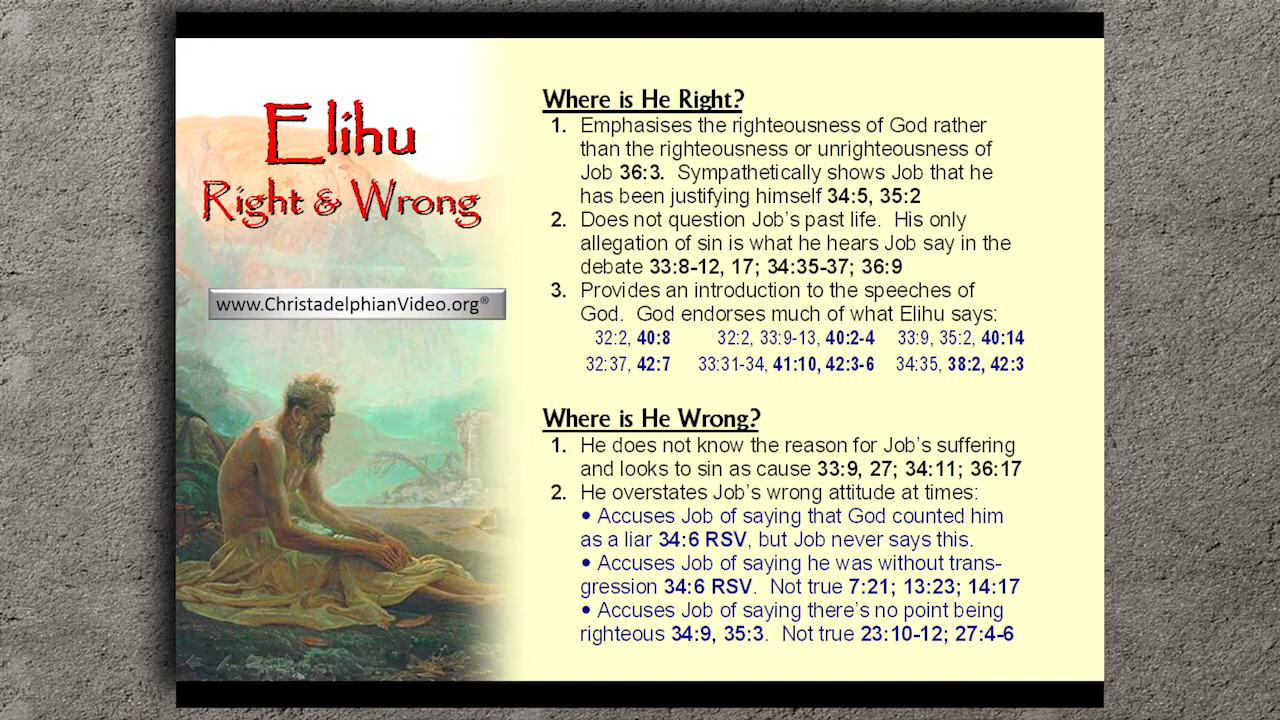 Elihu
Right & Wrong
www.ChristadelphianVideo.org®
Where is He Right?
1. Emphasises the righteousness of God rather
than the righteousness or unrighteousness of
Job 36:3. Sympathetically shows Job that he
has been justifying himself 34:5, 35:2
2. Does not question Job's past life. His only
allegation of sin is what he hears Job say in the
debate 33:8-12, 17; 34:35-37; 36:9
3. Provides an introduction to the speeches of
God. God endorses much of what Elihu says:
32:2, 40:8 32:2, 33:9-13, 40:2-4 33:9, 35:2, 40:14
32:37, 42:7 33:31-34, 41:10, 42:3-6 34:35, 38:2, 42:3
Where is He Wrong?
1. He does not know the reason for Job's suffering
and looks to sin as cause 33:9, 27; 34:11; 36:17
2. He overstates Job's wrong attitude at times:
• Accuses Job of saying that God counted him
as a liar 34:6 RSV, but Job never says this.
• Accuses Job of saying he was without trans-
gression 34:6 RSV. Not true 7:21; 13:23; 14:17
• Accuses Job of saying there's no point being
righteous 34:9, 35:3. Not true 23:10-12; 27:4-6